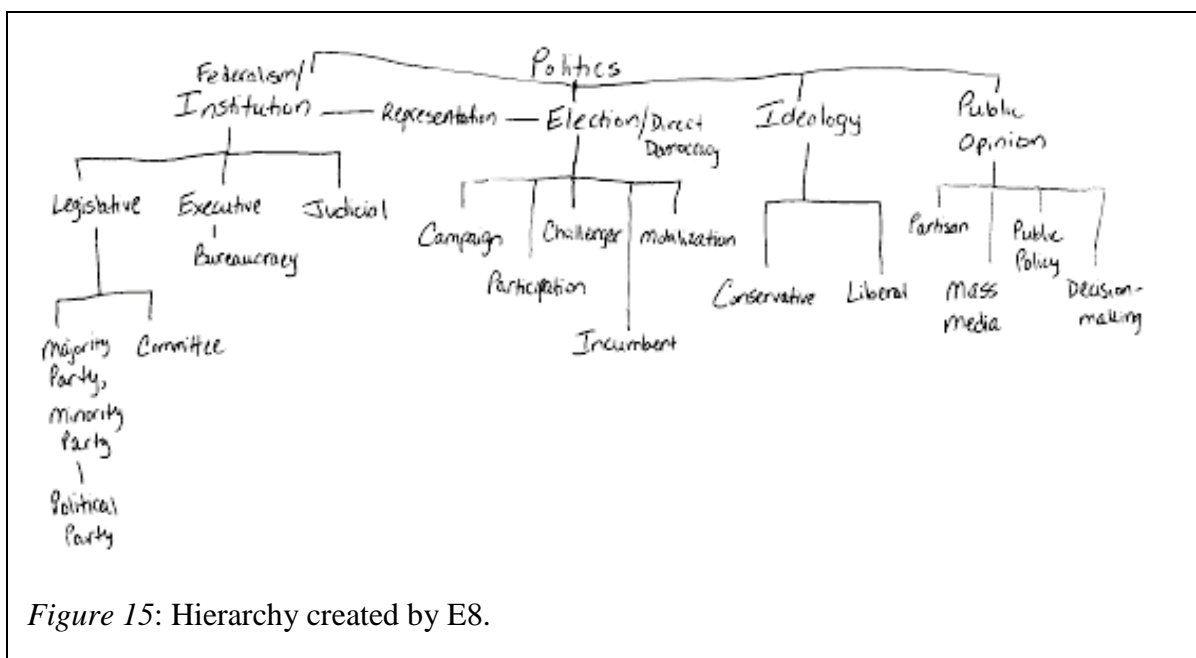 Politics
Federalism/
Institution
Representation
Election/Direct
Democracy
Ideology
Public
Opinion
Legislative
Executive
Judicial
Bureaucracy
Majority
Party,
Minority
Party
Political
Party
Committee
Campaign
Participation
Challenger
Incumbent
Mobilization
Conservative
Liberal
Partisan
Mass
Media
Public
Policy
Decision-
making
Figure 15: Hierarchy created by E8.